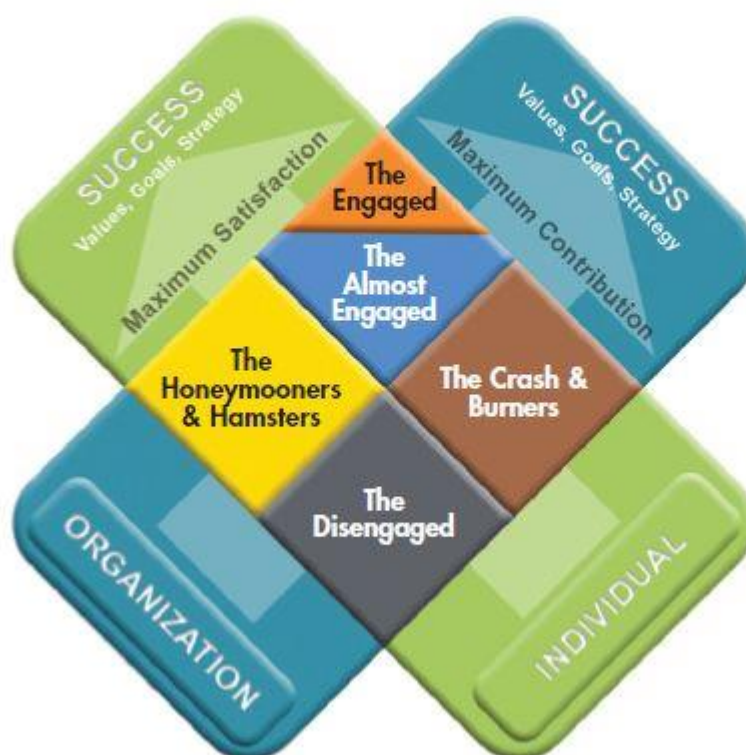 SUCCESS
Values, Goals, Strategy
Maximum Satisfaction
SUCCESS
Values, Goals, Strategy
Maximum Contribution
The
Engaged
The
Almost
Engaged
The
Honeymooners
& Hamsters
The Crash &
Burners
The
Disengaged
ORGANIZATION
INDIVIDUAL